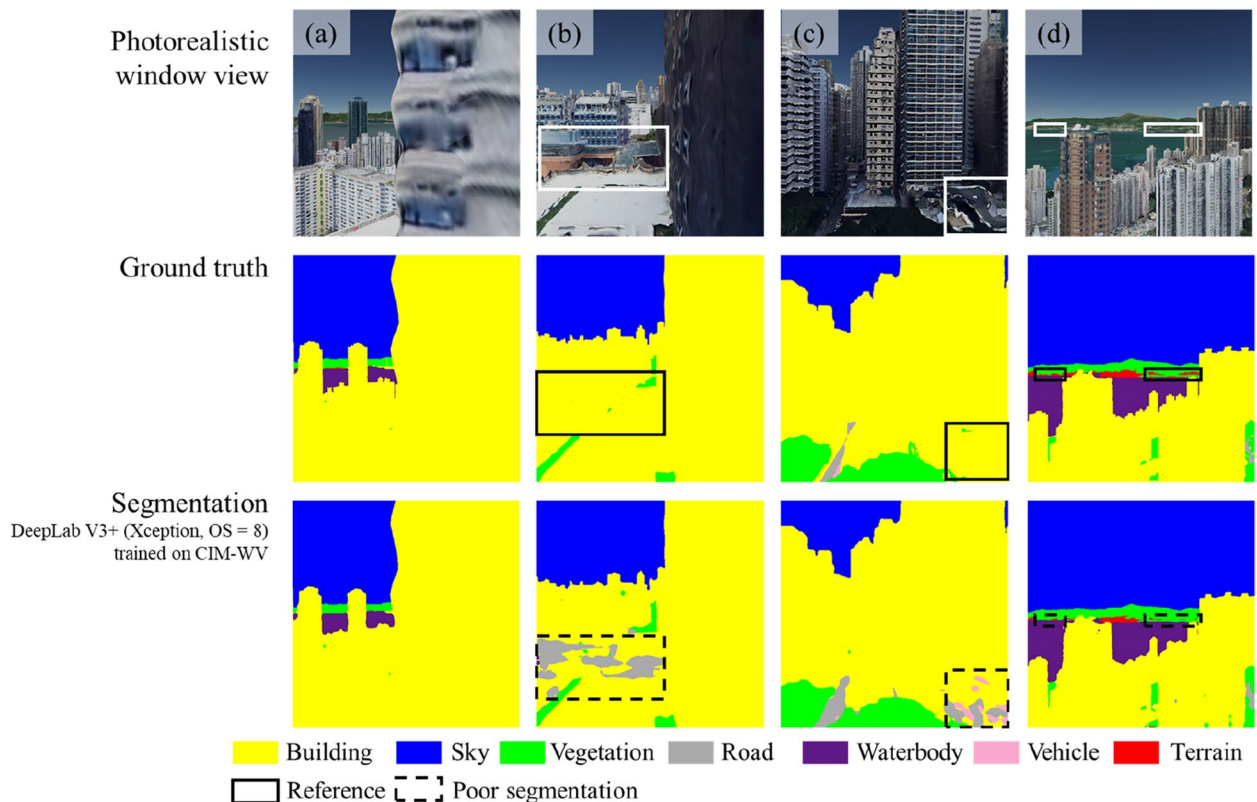 Photorealistic
window view
(a)
(b)
(c)
(d)
Ground truth
Segmentation
DeepLab V3+ (Xception, OS = 8)
trained on CIM-WV
Building
Sky
Vegetation
Road
Waterbody
Vehicle
Terrain
Reference
Poor segmentation